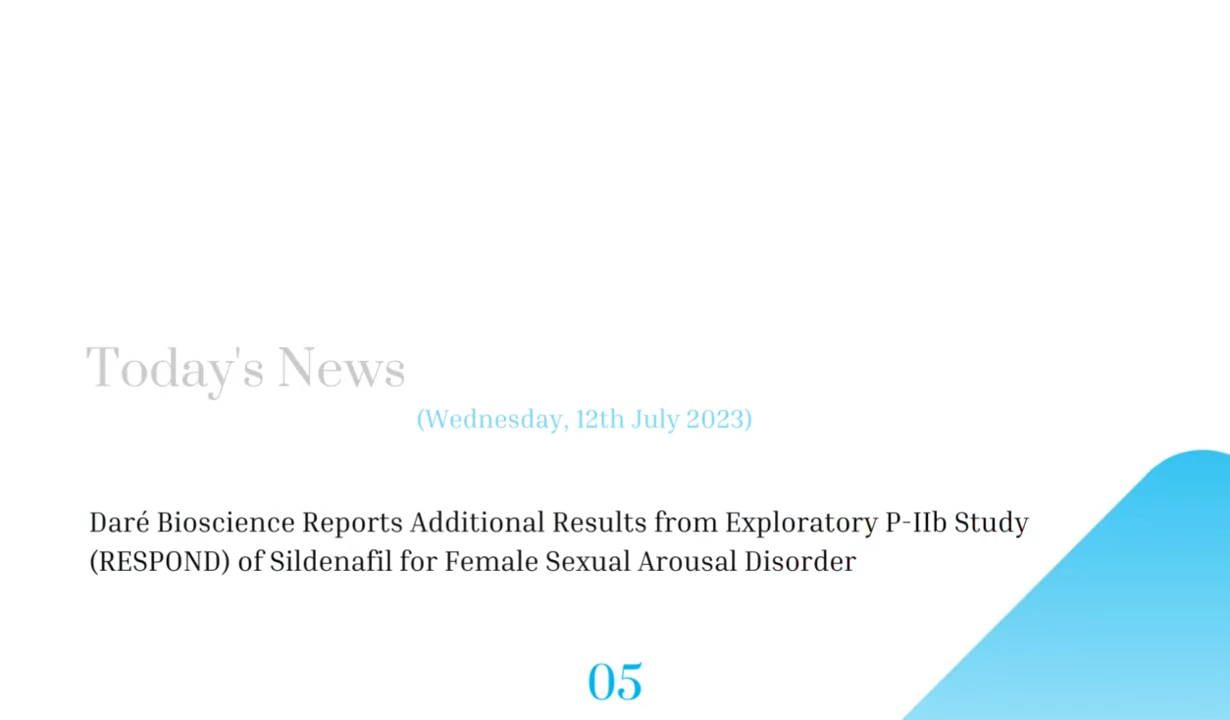 Today's News
(Wednesday, 12th July 2023)
Daré Bioscience Reports Additional Results from Exploratory P-IIb Study
(RESPOND) of Sildenafil for Female Sexual Arousal Disorder
05